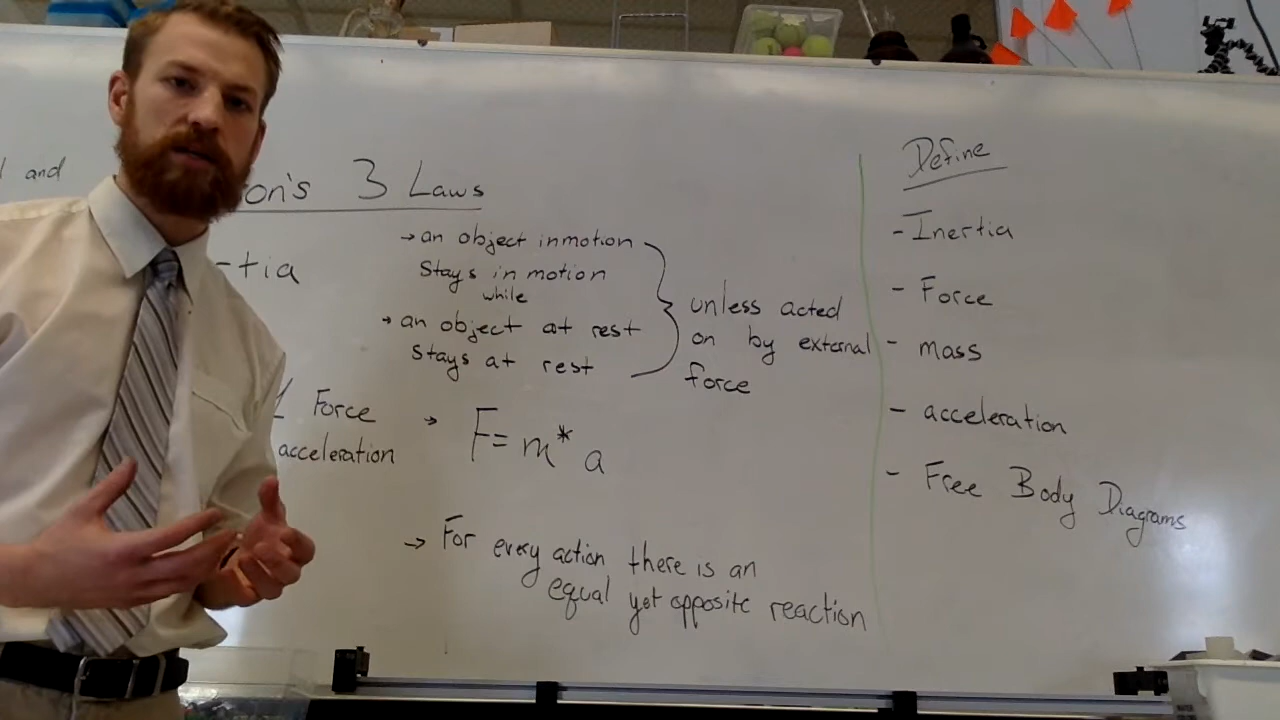 and
on's 3 Laws
-tia
→ an object in motion
stays in motion
while
→ an object at rest
stays at rest
unless acted
on by external
force
Force
acceleration
→ F = m * a
→ For every action there is an
equal yet opposite reaction
Define
- Inertia
- Force
- mass
- acceleration
- Free Body Diagrams